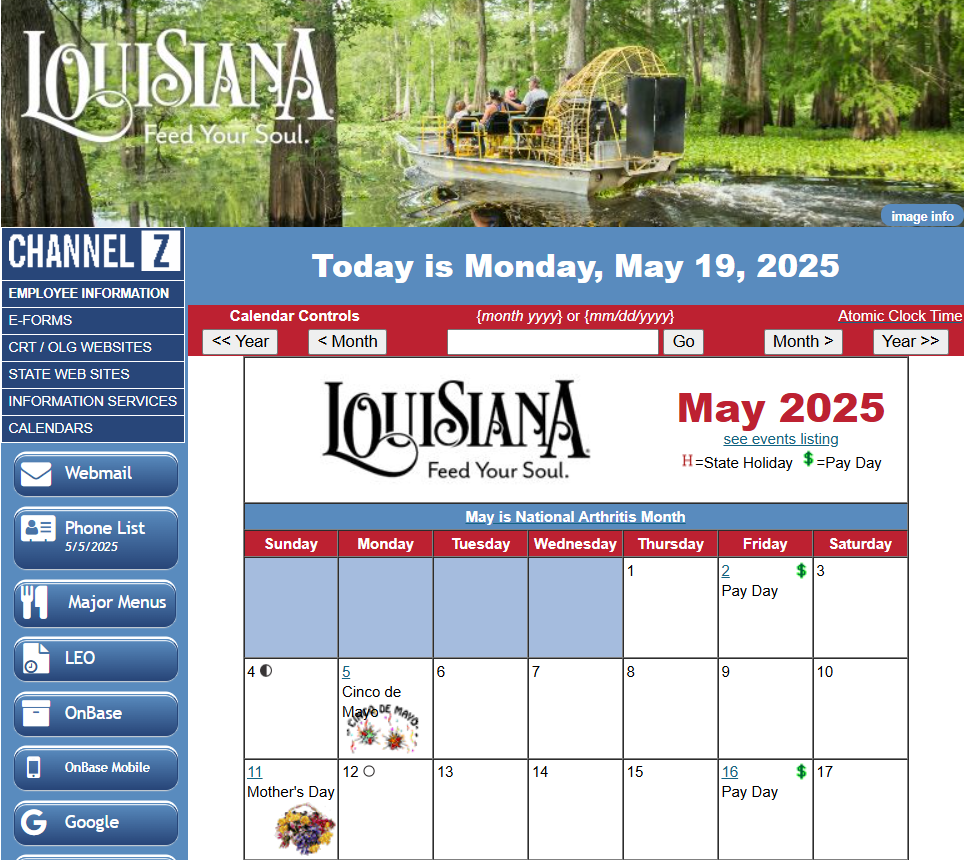 LOUISIANA
Feed Your Soul.
image info
CHANNEL Z
EMPLOYEE INFORMATION
E-FORMS
CRT / OLG WEBSITES
STATE WEB SITES
INFORMATION SERVICES
CALENDARS
Webmail
Phone List
5/5/2025
Major Menus
LEO
OnBase
OnBase Mobile
Google
Today is Monday, May 19, 2025
Calendar Controls {month yyyy} or {mm/dd/yyyy} Atomic Clock Time
<< Year < Month Go Month > Year >>
LOUISIANA
Feed Your Soul.
May 2025
see events listing
H=State Holiday $=Pay Day
May is National Arthritis Month
Sunday Monday Tuesday Wednesday Thursday Friday Saturday
1 2 $ 3
Pay Day
4 5 6 7 8 9 10
Cinco de
Mayo
CINCO DE MAYO
11 12 13 14 15 16 $ 17
Mother's Day Pay Day